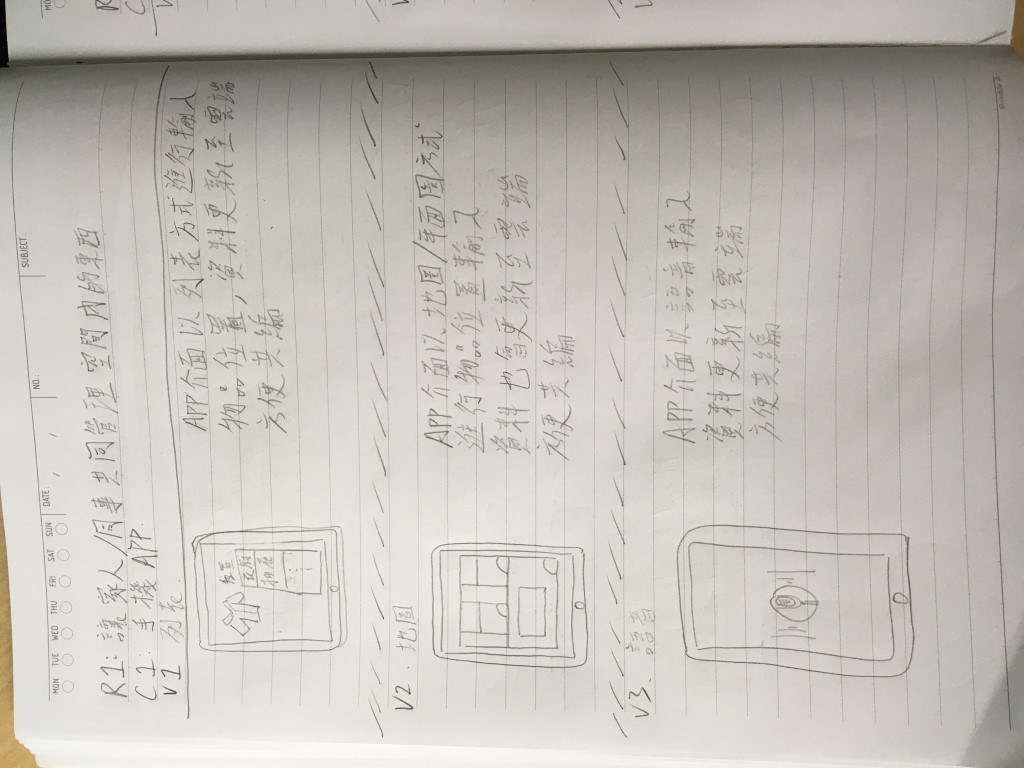 MON TUE WED THU FRI SAT SUN DATE: / / NO.: SUBJECT:
R1: 讓家人/同事共同管理空間內的東西
C1: 手機 APP
V1 列表.
APP介面以列表方式進行輸入
物品位置,資料更新至雲端
方便共編
位置
衣櫥
抽屜
V2. 地圖
APP介面以地圖/平面圖方式
進行物品位置輸入
資料也會更新至雲端
方便共編
V3. 語音
APP介面以語音輸入
資料更新至雲端
方便共編